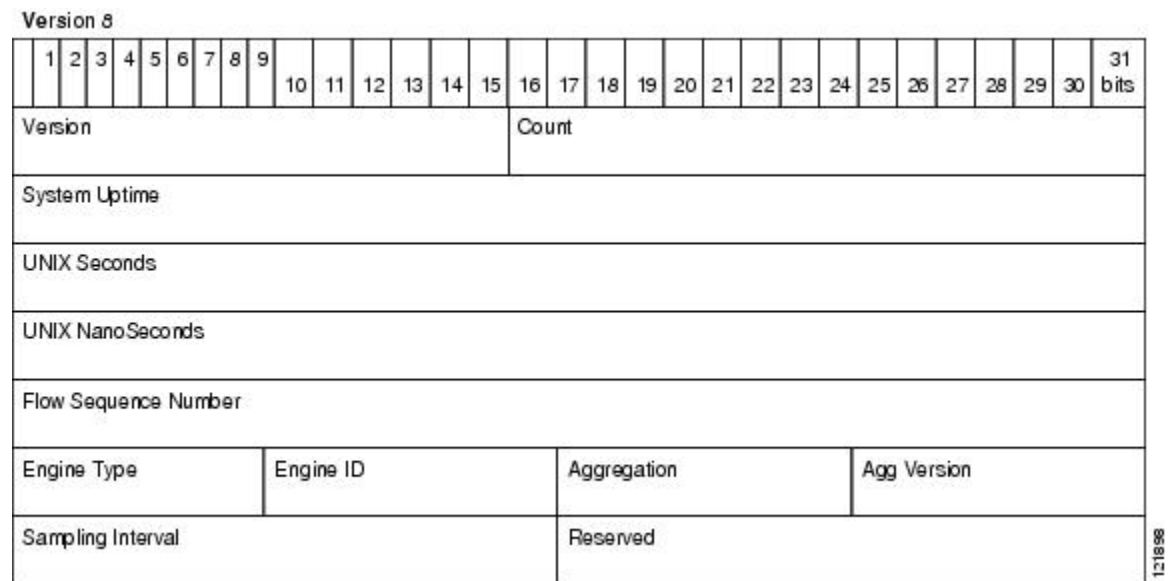 Version 8
1 2 3 4 5 6 7 8 9 10 11 12 13 14 15 16 17 18 19 20 21 22 23 24 25 26 27 28 29 30 31 bits
Version Count
System Uptime
UNIX Seconds
UNIX NanoSeconds
Flow Sequence Number
Engine Type Engine ID Aggregation Agg Version
Sampling Interval Reserved
121898